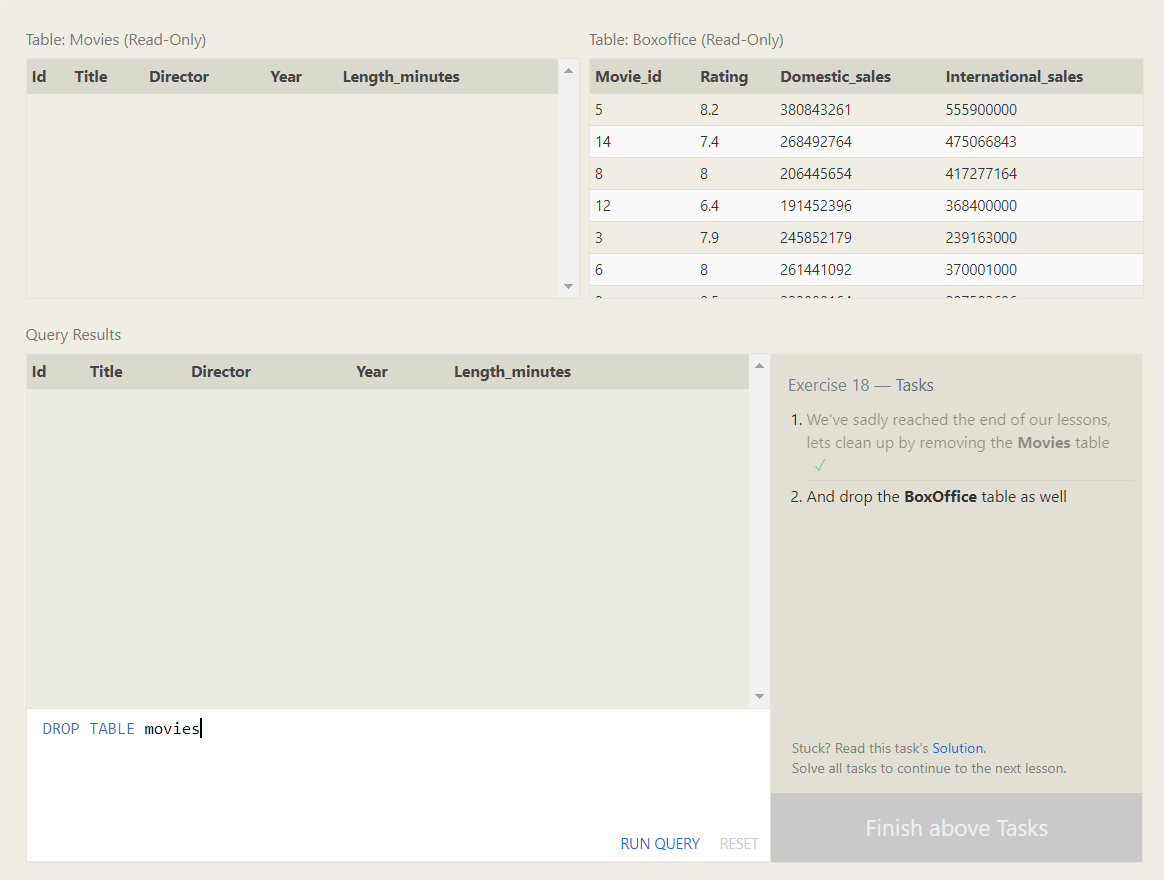 Table: Movies (Read-Only)
Id Title Director Year Length_minutes
Table: Boxoffice (Read-Only)
Movie_id Rating Domestic_sales International_sales
5 8.2 380843261 555900000
14 7.4 268492764 475066843
8 8 206445654 417277164
12 6.4 191452396 368400000
3 7.9 245852179 239163000
6 8 261441092 370001000
Query Results
Id Title Director Year Length_minutes
DROP TABLE movies
RUN QUERY RESET
Exercise 18 — Tasks
1. We've sadly reached the end of our lessons,
lets clean up by removing the Movies table
✓
2. And drop the BoxOffice table as well
Stuck? Read this task's Solution.
Solve all tasks to continue to the next lesson.
Finish above Tasks